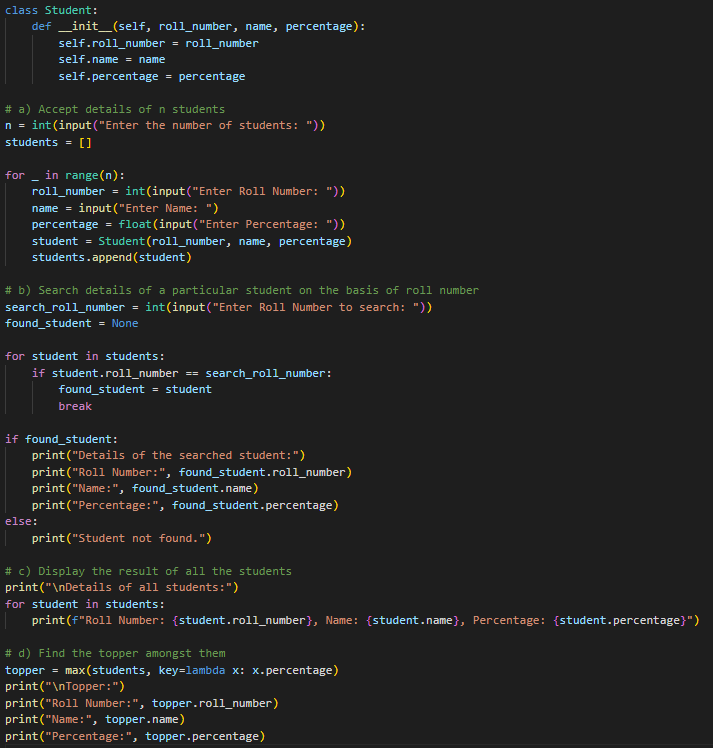 class Student:
    def __init__(self, roll_number, name, percentage):
        self.roll_number = roll_number
        self.name = name
        self.percentage = percentage

# a) Accept details of n students
n = int(input("Enter the number of students: "))
students = []

for _ in range(n):
    roll_number = int(input("Enter Roll Number: "))
    name = input("Enter Name: ")
    percentage = float(input("Enter Percentage: "))
    student = Student(roll_number, name, percentage)
    students.append(student)

# b) Search details of a particular student on the basis of roll number
search_roll_number = int(input("Enter Roll Number to search: "))
found_student = None

for student in students:
    if student.roll_number == search_roll_number:
        found_student = student
        break

if found_student:
    print("Details of the searched student:")
    print("Roll Number:", found_student.roll_number)
    print("Name:", found_student.name)
    print("Percentage:", found_student.percentage)
else:
    print("Student not found.")

# c) Display the result of all the students
print("\nDetails of all students:")
for student in students:
    print(f"Roll Number: {student.roll_number}, Name: {student.name}, Percentage: {student.percentage}")

# d) Find the topper amongst them
topper = max(students, key=lambda x: x.percentage)
print("\nTopper:")
print("Roll Number:", topper.roll_number)
print("Name:", topper.name)
print("Percentage:", topper.percentage)